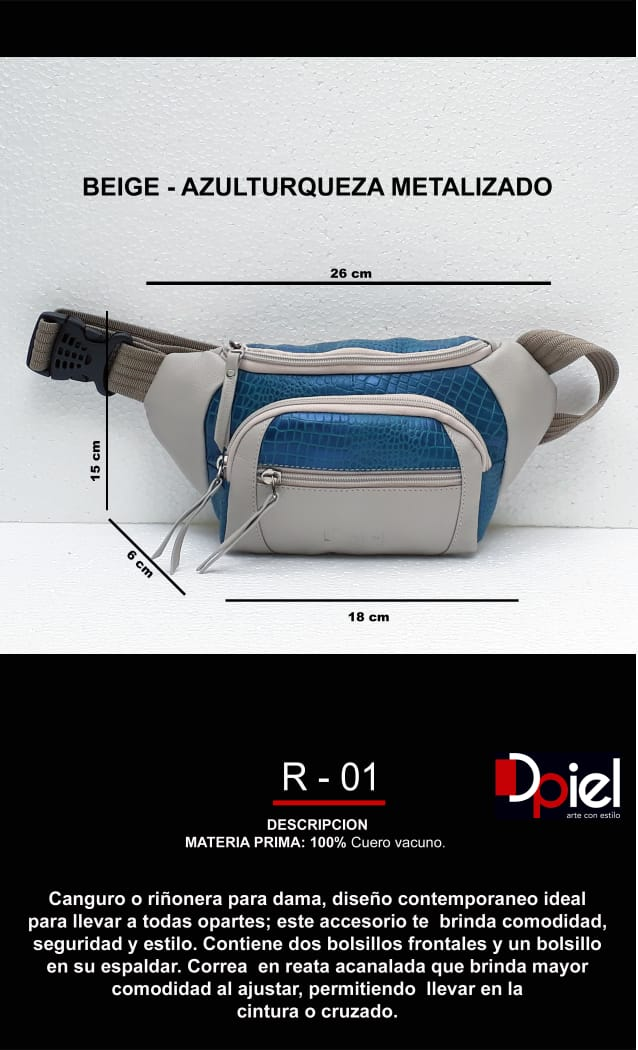 BEIGE - AZULTURQUEZA METALIZADO
26 cm
15 cm
6 cm
18 cm
R - 01
Dpiel
arte con estilo
DESCRIPCION
MATERIA PRIMA: 100% Cuero vacuno.
Canguro o riñonera para dama, diseño contemporaneo ideal
para llevar a todas opartes; este accesorio te brinda comodidad,
seguridad y estilo. Contiene dos bolsillos frontales y un bolsillo
en su espaldar. Correa en reata acanalada que brinda mayor
comodidad al ajustar, permitiendo llevar en la
cintura o cruzado.